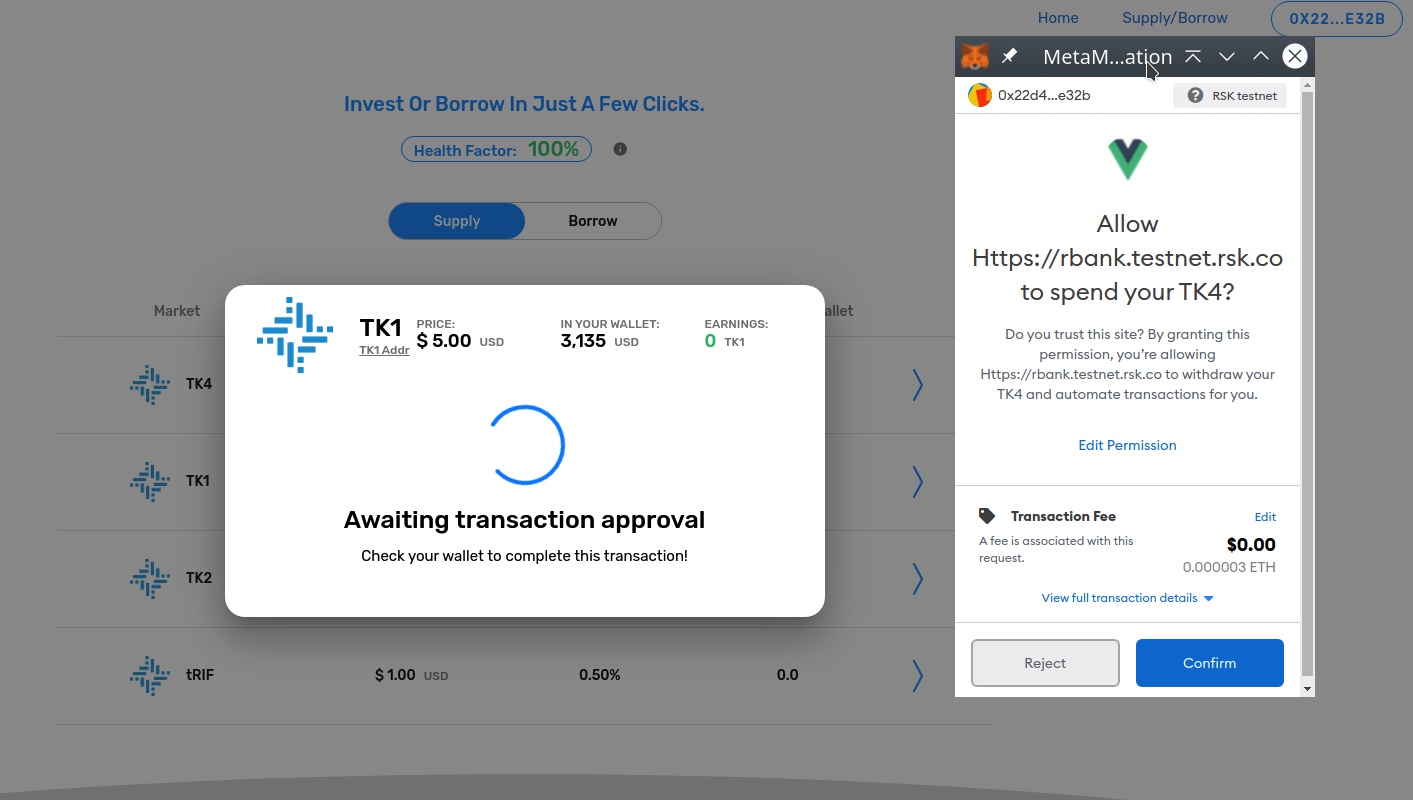 Home Supply/Borrow 0X22...E32B
Invest Or Borrow In Just A Few Clicks.
Health Factor: 100%
Supply Borrow
Market allet
TK4
TK1
TK2
tRIF $ 1.00 USD 0.50% 0.0
TK1
TK1 Addr
PRICE:
$ 5.00 USD
IN YOUR WALLET:
3,135 USD
EARNINGS:
0 TK1
Awaiting transaction approval
Check your wallet to complete this transaction!
MetaM...ation
0x22d4...e32b RSK testnet
Allow
Https://rbank.testnet.rsk.co
to spend your TK4?
Do you trust this site? By granting this
permission, you’re allowing
Https://rbank.testnet.rsk.co to withdraw your
TK4 and automate transactions for you.
Edit Permission
Transaction Fee Edit
A fee is associated with this
request.
$0.00
0.000003 ETH
View full transaction details
Reject Confirm